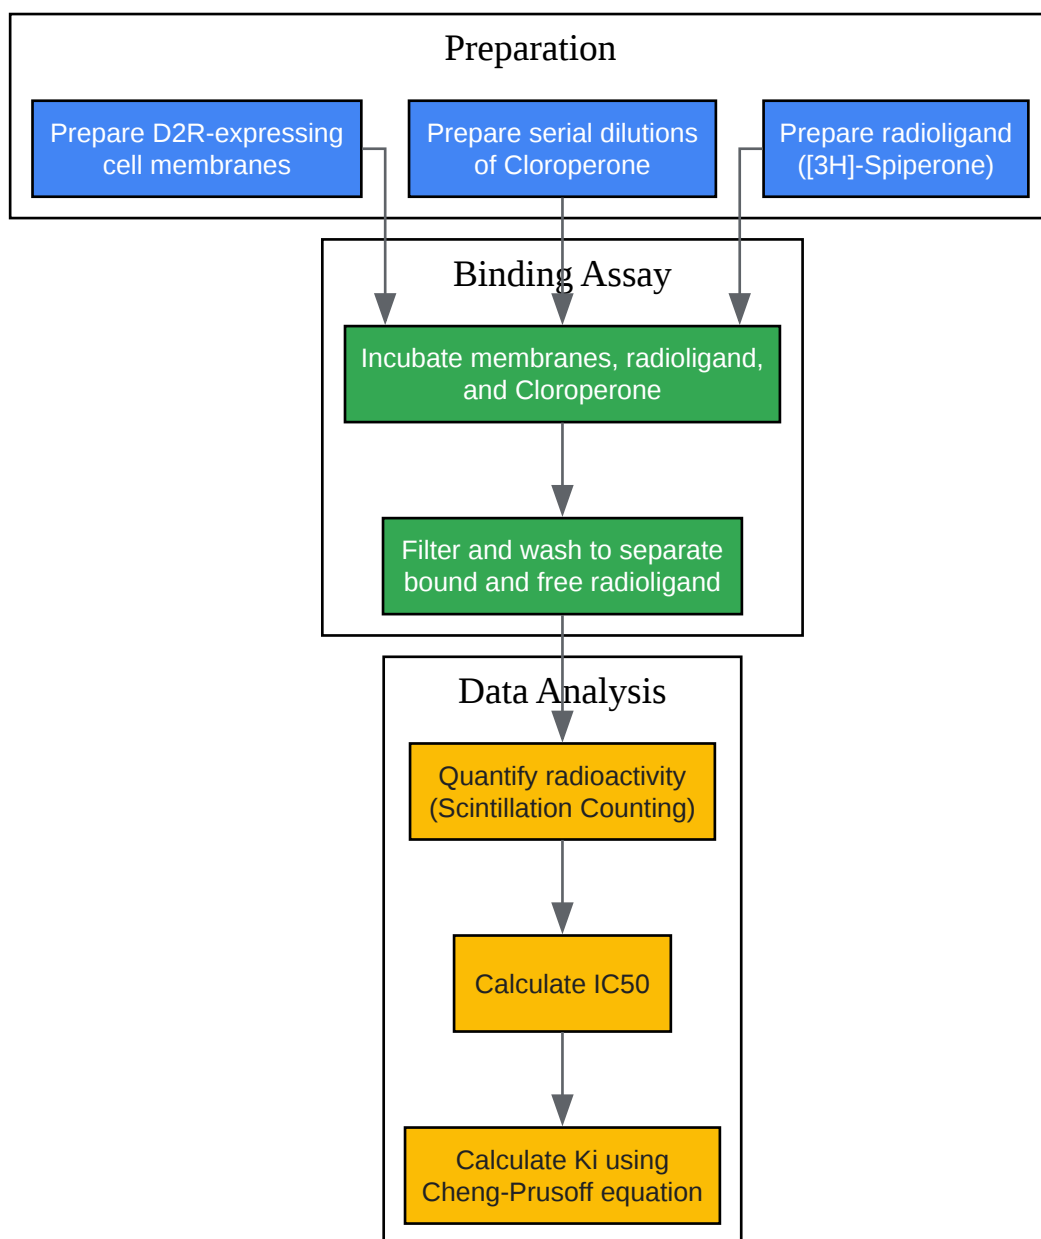 Preparation
Prepare D2R-expressing
cell membranes
Prepare serial dilutions
of Cloroperone
Prepare radioligand
([3H]-Spiperone)
Binding Assay
Incubate membranes, radioligand,
and Cloroperone
Filter and wash to separate
bound and free radioligand
Data Analysis
Quantify radioactivity
(Scintillation Counting)
Calculate IC50
Calculate Ki using
Cheng-Prusoff equation